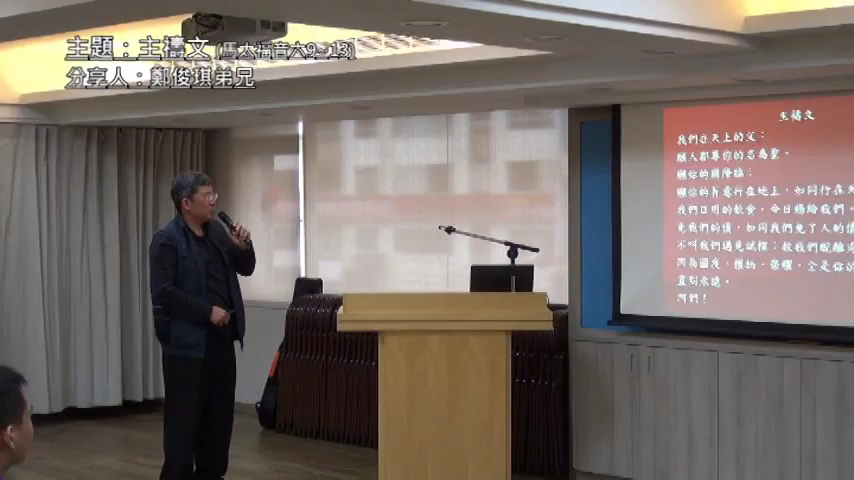 主題：主禱文 (馬太福音六9~13)
分享人：鄭俊琪弟兄
主禱文
我們在天上的父：
願人都尊你的名為聖。
願你的國降臨；
願你的旨意行在地上，如同行在天
我們日用的飲食，今日賜給我們。
免我們的債，如同我們免了人的債
不叫我們遇見試探；救我們脫離兇
因為國度、權柄、榮耀，全是你的
直到永遠。
阿們！